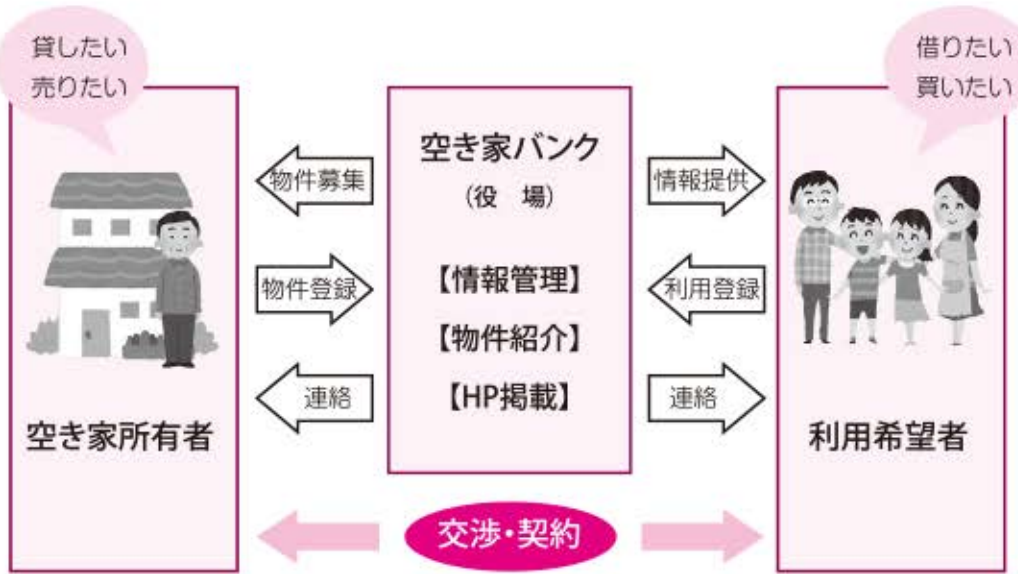 貸したい
売りたい
物件募集
物件登録
連絡
空き家所有者
空き家バンク
（役　場）
【情報管理】
【物件紹介】
【HP掲載】
情報提供
利用登録
連絡
借りたい
買いたい
利用希望者
交渉・契約